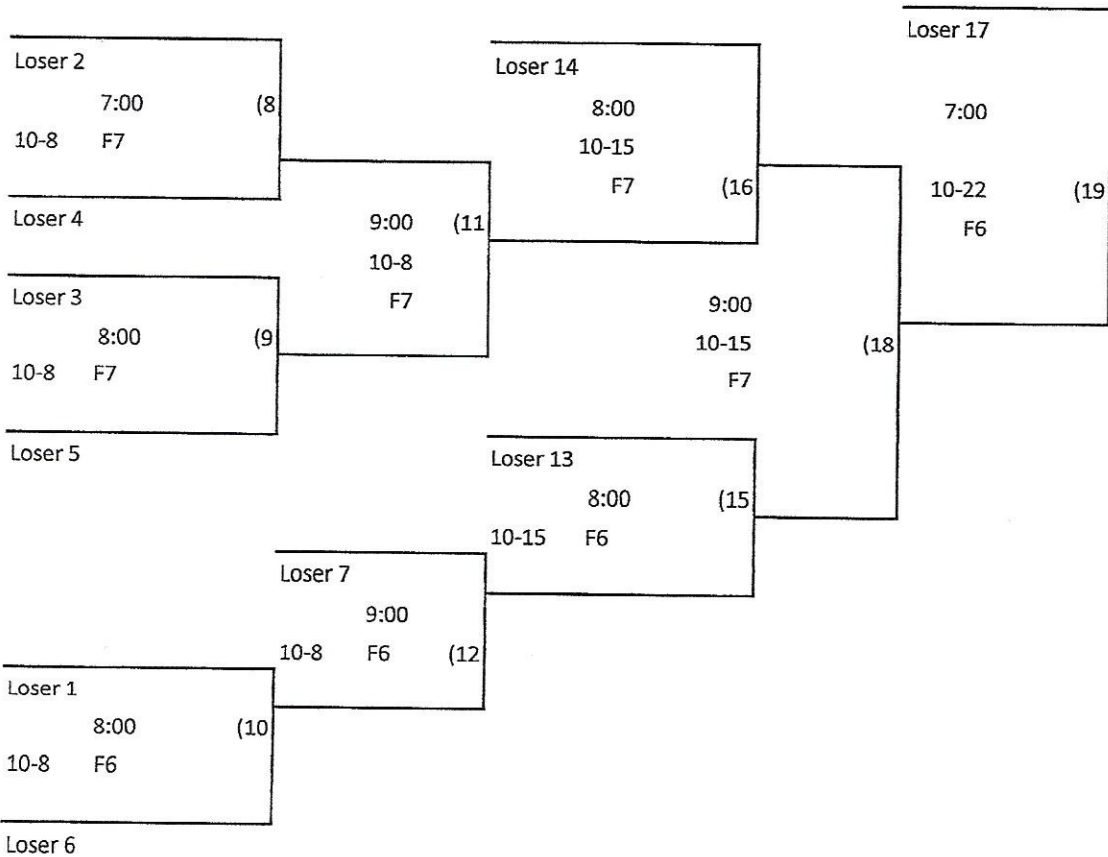 Loser 17
7:00
10-22 (19
F6
Loser 2
7:00 (8
10-8 F7
Loser 4
Loser 3
8:00 (9
10-8 F7
Loser 5
9:00 (11
10-8
F7
Loser 14
8:00
10-15
F7 (16
9:00
10-15 (18
F7
Loser 13
8:00 (15
10-15 F6
Loser 7
9:00
10-8 F6 (12
Loser 1
8:00 (10
10-8 F6
Loser 6